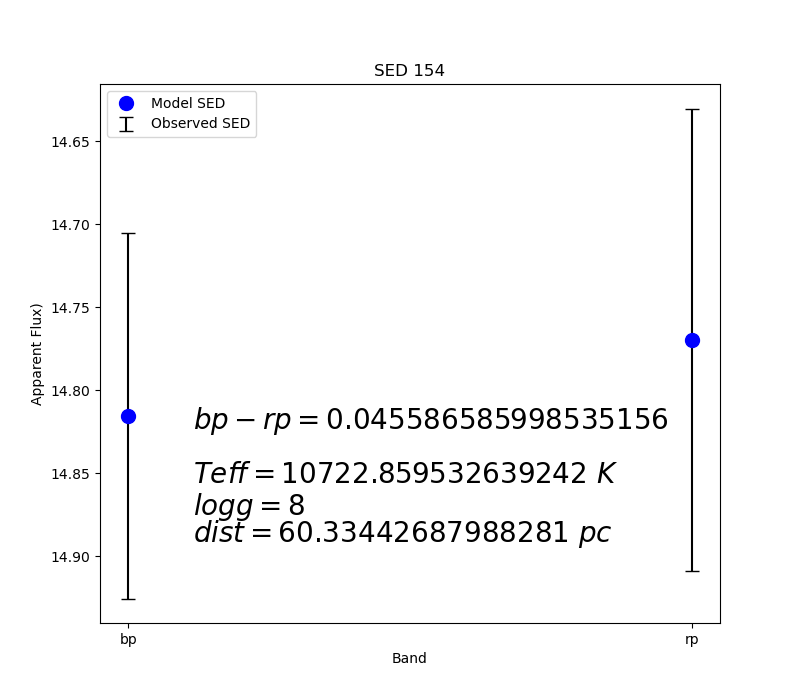 SED 154
Model SED
Observed SED
14.65
14.70
14.75
14.80
14.85
14.90
Apparent Flux)
bp − rp = 0.045586585998535156
Teff = 10722.859532639242 K
logg = 8
dist = 60.33442687988281 pc
bp
rp
Band